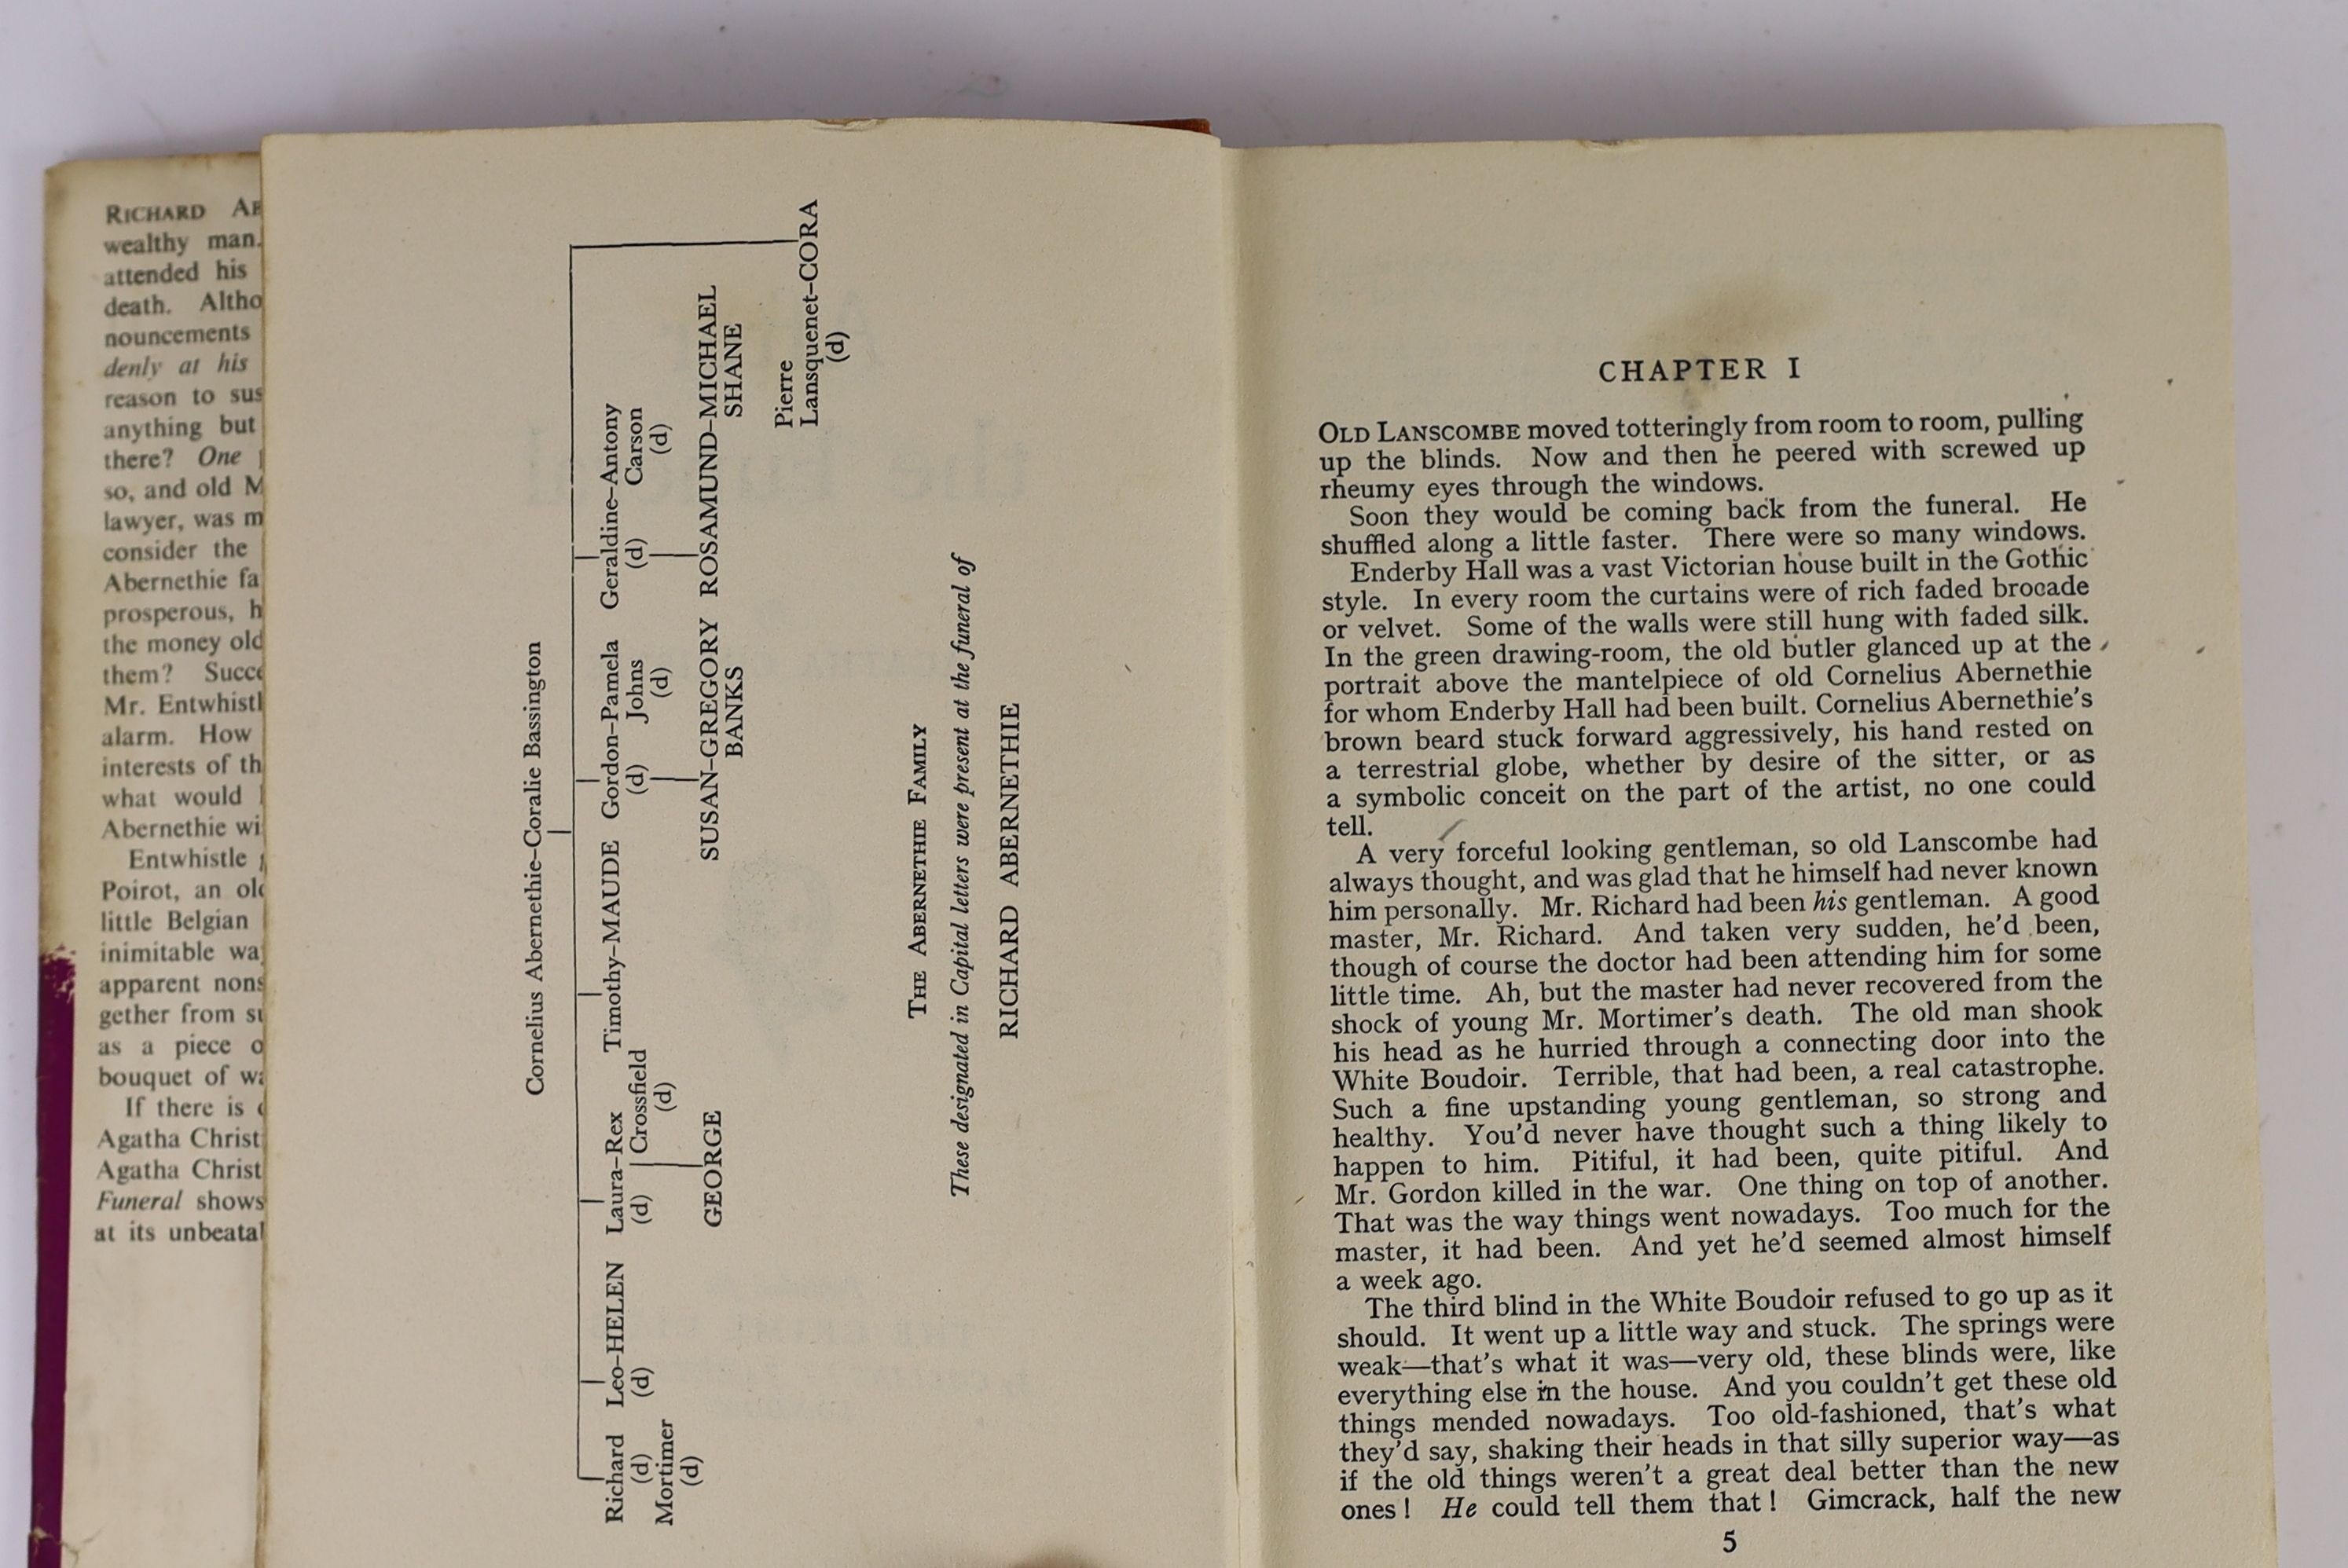 RICHARD
wealthy man.
attended his
death.
nouncements
denly at his
reason to
anything but
there? One
so, and old
lawyer, was
consider the
Abernethie
prosperous,
the money
them?
Mr.
alarm. How
interests of
what would
Abernethie
Entwhistle
Poirot, an
little Belgian
inimitable
apparent
gether from
as a piece
bouquet of
If there is
Agatha
Agatha
Funeral shows
at its
Cornelius Abernethie–Coralie Bassington
Richard Leo–HELEN Laura–Rex Timothy–MAUDE Gordon–Pamela Geraldine–Antony
(d) (d) (d) Crossfield (d) Johns (d) Carson
Mortimer (d) (d) (d)
(d) GEORGE SUSAN–GREGORY ROSAMUND–MICHAEL
BANKS SHANE
Pierre
Lansquenet–CORA
(d)
THE ABERNETHIE FAMILY
These designated in Capital letters were present at the funeral of
RICHARD ABERNETHIE
CHAPTER I
OLD LANSCOMBE moved totteringly from room to room, pulling
up the blinds. Now and then he peered with screwed up
rheumy eyes through the windows.
Soon they would be coming back from the funeral. He
shuffled along a little faster. There were so many windows.
Enderby Hall was a vast Victorian house built in the Gothic
style. In every room the curtains were of rich faded brocade
or velvet. Some of the walls were still hung with faded silk.
In the green drawing-room, the old butler glanced up at the
portrait above the mantelpiece of old Cornelius Abernethie
for whom Enderby Hall had been built. Cornelius Abernethie's
brown beard stuck forward aggressively, his hand rested on
a terrestrial globe, whether by desire of the sitter, or as
a symbolic conceit on the part of the artist, no one could
tell.
A very forceful looking gentleman, so old Lanscombe had
always thought, and was glad that he himself had never known
him personally. Mr. Richard had been his gentleman. A good
master, Mr. Richard. And taken very sudden, he'd been,
though of course the doctor had been attending him for some
little time. Ah, but the master had never recovered from the
shock of young Mr. Mortimer's death. The old man shook
his head as he hurried through a connecting door into the
White Boudoir. Terrible, that had been, a real catastrophe.
Such a fine upstanding young gentleman, so strong and
healthy. You'd never have thought such a thing likely to
happen to him. Pitiful, it had been, quite pitiful. And
Mr. Gordon killed in the war. One thing on top of another.
That was the way things went nowadays. Too much for the
master, it had been. And yet he'd seemed almost himself
a week ago.
The third blind in the White Boudoir refused to go up as it
should. It went up a little way and stuck. The springs were
weak—that's what it was—very old, these blinds were, like
everything else in the house. And you couldn't get these old
things mended nowadays. Too old-fashioned, that's what
they'd say, shaking their heads in that silly superior way—as
if the old things weren't a great deal better than the new
ones! He could tell them that! Gimcrack, half the new
5